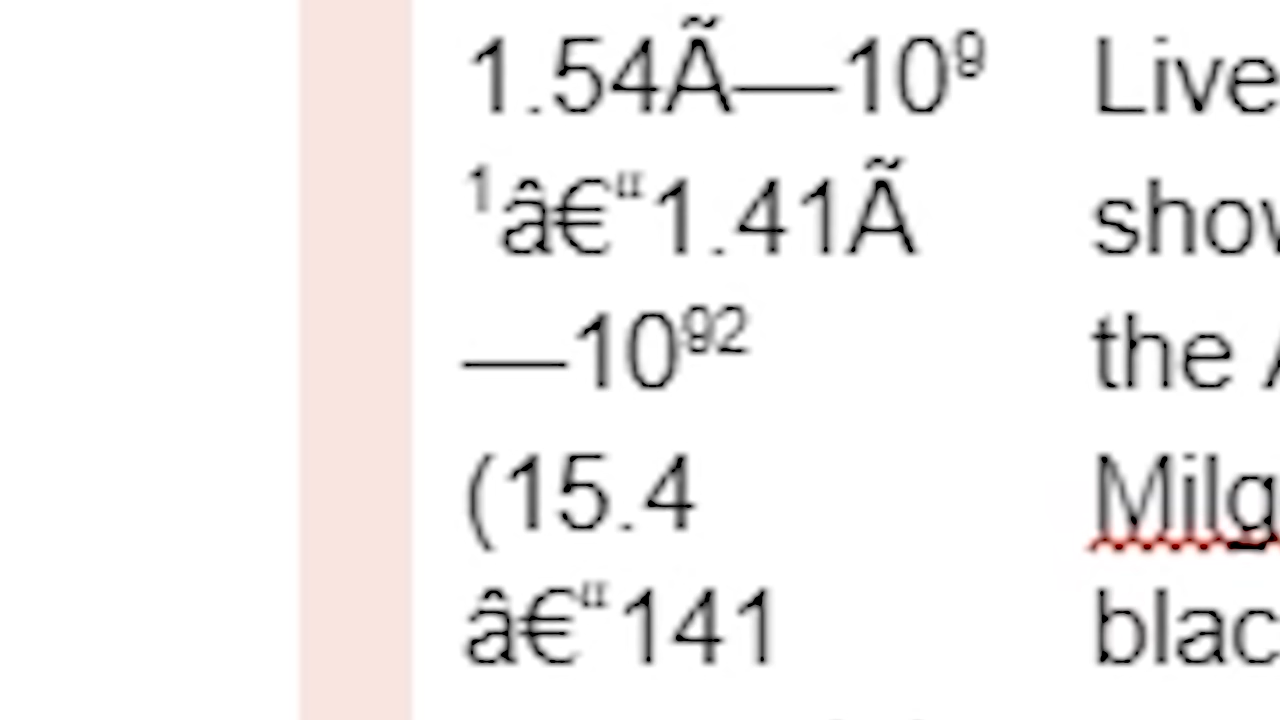 1.54Ã—10⁹ Live
¹â€“1.41Ã show
—10⁹² the A
(15.4 Milg
â€“141 blac